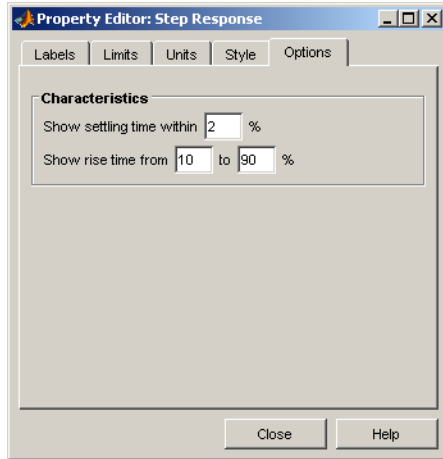 Property Editor: Step Response
Labels Limits Units Style Options
Characteristics
Show settling time within 2 %
Show rise time from 10 to 90 %
Close Help